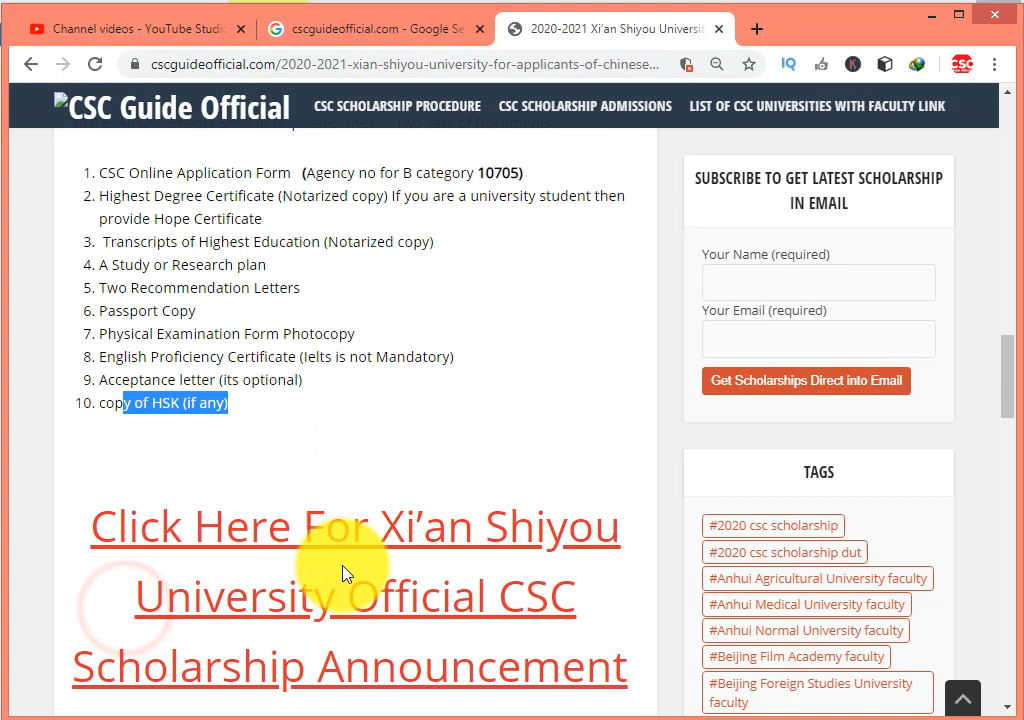 Channel videos - YouTube Studio
cscguideofficial.com - Google Se
2020-2021 Xi'an Shiyou Universit
cscguideofficial.com/2020-2021-xian-shiyou-university-for-applicants-of-chinese...
IQ
K
CSC
CSC Guide Official
CSC SCHOLARSHIP PROCEDURE
CSC SCHOLARSHIP ADMISSIONS
LIST OF CSC UNIVERSITIES WITH FACULTY LINK
1. CSC Online Application Form (Agency no for B category 10705)
2. Highest Degree Certificate (Notarized copy) If you are a university student then
provide Hope Certificate
3. Transcripts of Highest Education (Notarized copy)
4. A Study or Research plan
5. Two Recommendation Letters
6. Passport Copy
7. Physical Examination Form Photocopy
8. English Proficiency Certificate (Ielts is not Mandatory)
9. Acceptance letter (its optional)
10. copy of HSK (if any)
Click Here For Xi’an Shiyou
University Official CSC
Scholarship Announcement
SUBSCRIBE TO GET LATEST SCHOLARSHIP
IN EMAIL
Your Name (required)
Your Email (required)
Get Scholarships Direct into Email
TAGS
#2020 csc scholarship
#2020 csc scholarship dut
#Anhui Agricultural University faculty
#Anhui Medical University faculty
#Anhui Normal University faculty
#Beijing Film Academy faculty
#Beijing Foreign Studies University
faculty